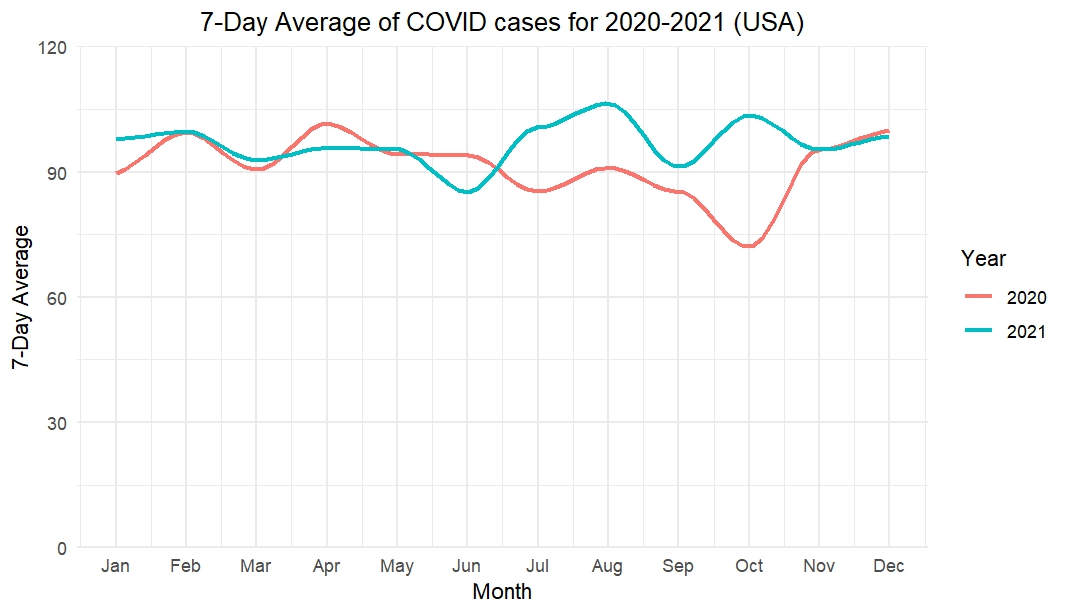 7-Day Average of COVID cases for 2020-2021 (USA)
120
90
60
30
0
7-Day Average
Jan Feb Mar Apr May Jun Jul Aug Sep Oct Nov Dec
Month
Year
2020
2021